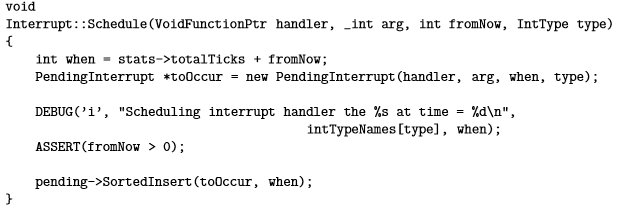 void
Interrupt::Schedule(VoidFunctionPtr handler, _int arg, int fromNow, IntType type)
{
    int when = stats->totalTicks + fromNow;
    PendingInterrupt *toOccur = new PendingInterrupt(handler, arg, when, type);

    DEBUG('i', "Scheduling interrupt handler the %s at time = %d\n",
                                        intTypeNames[type], when);
    ASSERT(fromNow > 0);

    pending->SortedInsert(toOccur, when);
}